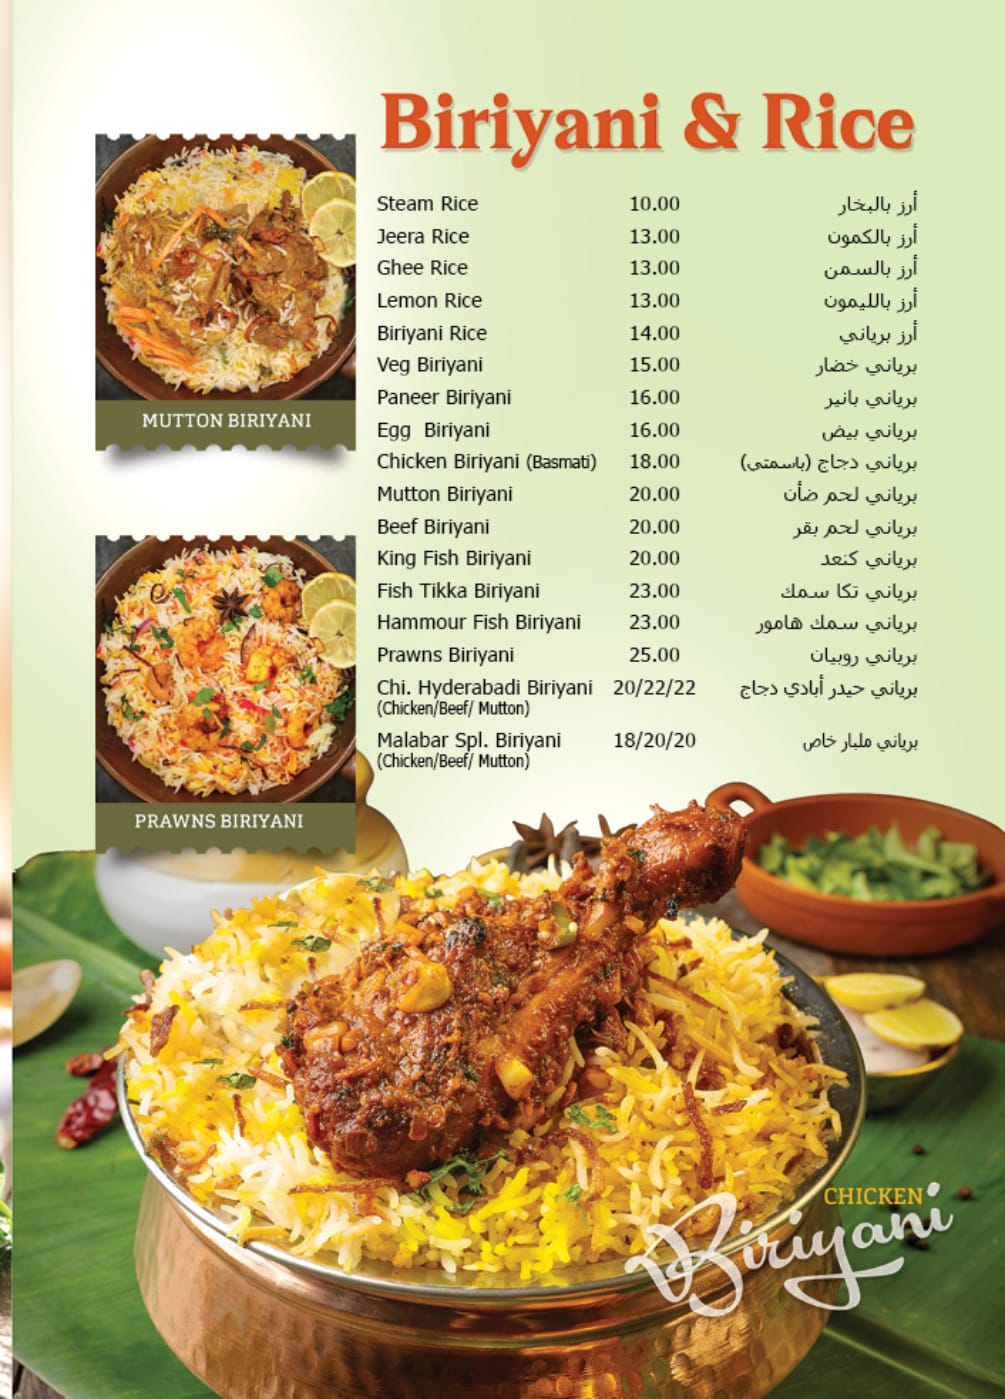 Biriyani & Rice
Steam Rice 10.00 أرز بالبخار
Jeera Rice 13.00 أرز بالكمون
Ghee Rice 13.00 أرز بالسمن
Lemon Rice 13.00 أرز بالليمون
Biriyani Rice 14.00 أرز برياني
Veg Biriyani 15.00 برياني خضار
Paneer Biriyani 16.00 برياني بانير
Egg Biriyani 16.00 برياني بيض
Chicken Biriyani (Basmati) 18.00 برياني دجاج (باسمتى)
Mutton Biriyani 20.00 برياني لحم ضأن
Beef Biriyani 20.00 برياني لحم بقر
King Fish Biriyani 20.00 برياني كنعد
Fish Tikka Biriyani 23.00 برياني تكا سمك
Hammour Fish Biriyani 23.00 برياني سمك هامور
Prawns Biriyani 25.00 برياني روبيان
Chi. Hyderabadi Biriyani 20/22/22 برياني حيدر أبادي دجاج
(Chicken/Beef/ Mutton)
Malabar Spl. Biriyani 18/20/20 برياني ملبار خاص
(Chicken/Beef/ Mutton)
MUTTON BIRIYANI
PRAWNS BIRIYANI
CHICKEN
Biriyani